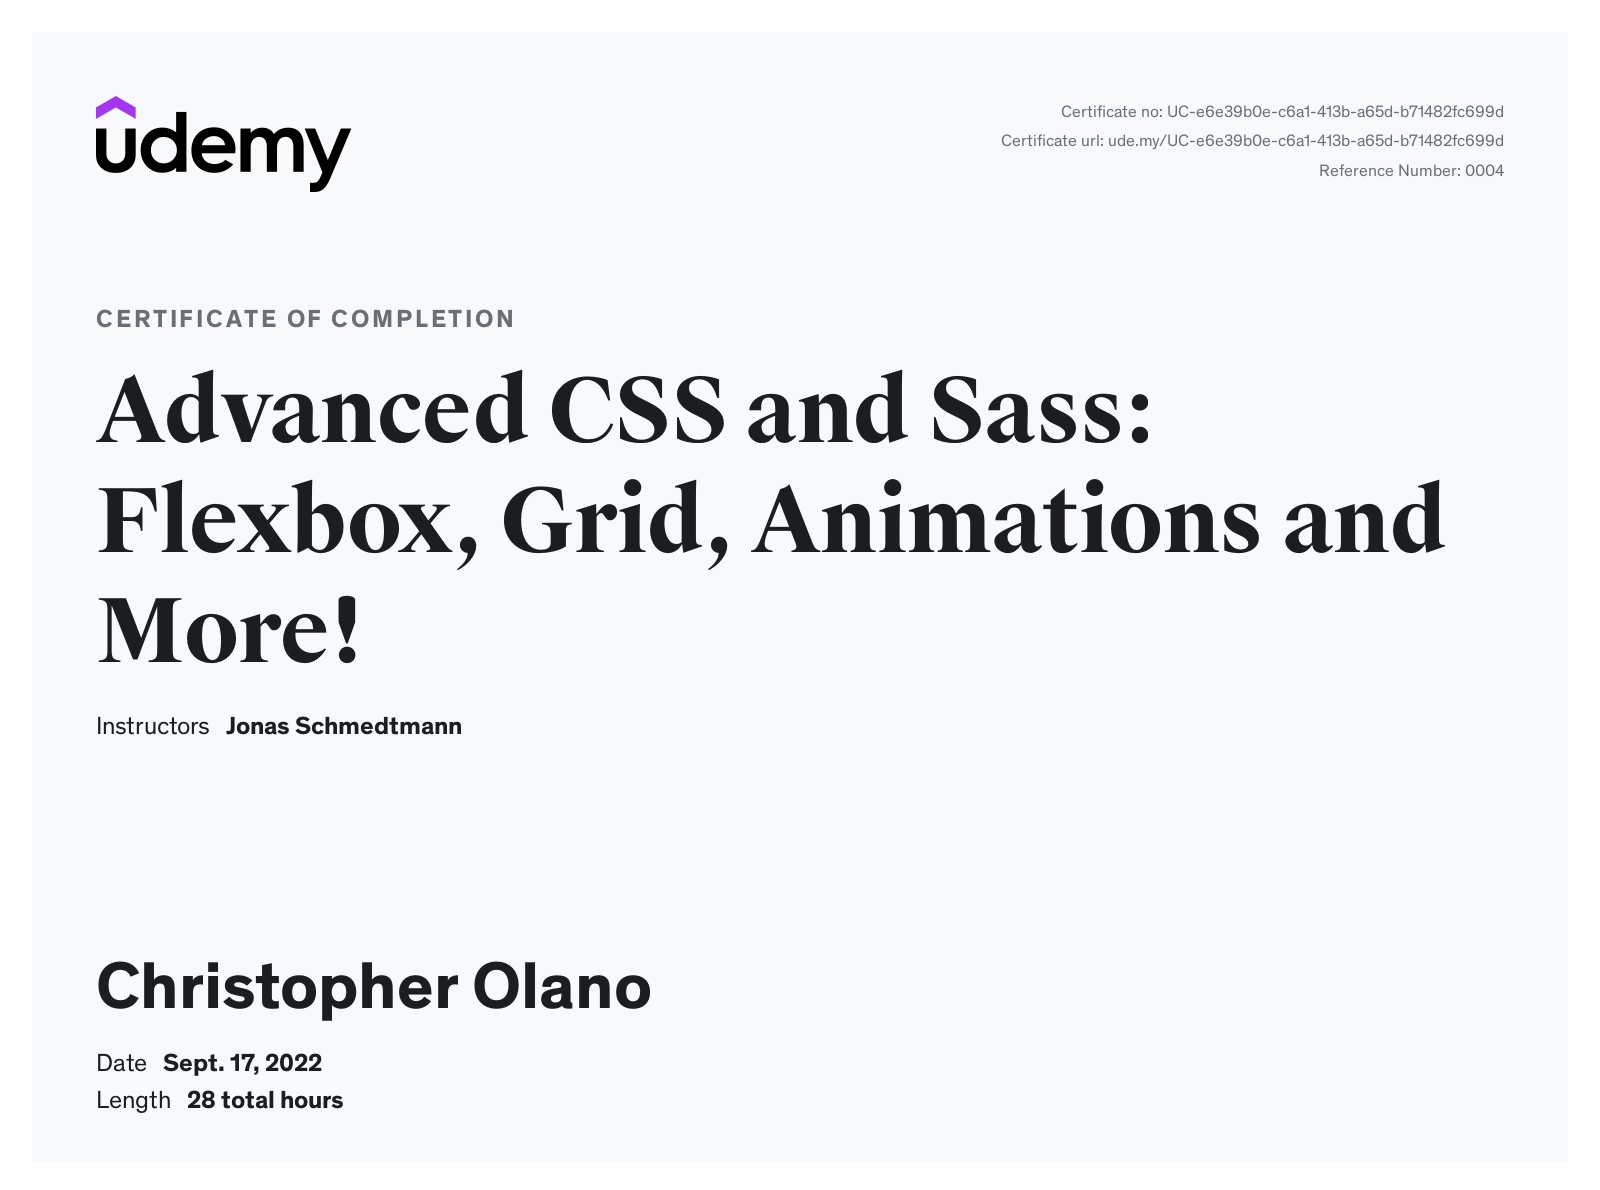 udemy
Certificate no: UC-e6e39b0e-c6a1-413b-a65d-b71482fc699d
Certificate url: ude.my/UC-e6e39b0e-c6a1-413b-a65d-b71482fc699d
Reference Number: 0004
CERTIFICATE OF COMPLETION
Advanced CSS and Sass:
Flexbox, Grid, Animations and
More!
Instructors Jonas Schmedtmann
Christopher Olano
Date Sept. 17, 2022
Length 28 total hours